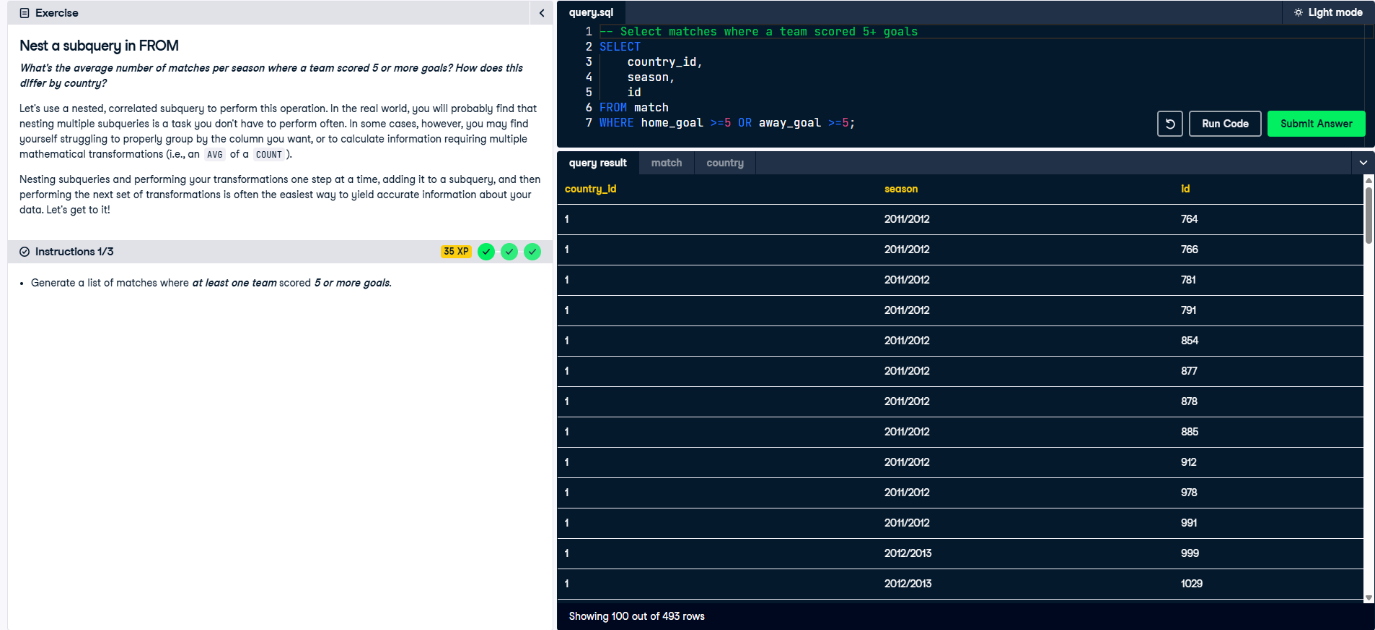 Exercise
Nest a subquery in FROM
What's the average number of matches per season where a team scored 5 or more goals? How does this
differ by country?
Let's use a nested, correlated subquery to perform this operation. In the real world, you will probably find that
nesting multiple subqueries is a task you don't have to perform often. In some cases, however, you may find
yourself struggling to properly group by the column you want, or to calculate information requiring multiple
mathematical transformations (i.e., an AVG of a COUNT ).
Nesting subqueries and performing your transformations one step at a time, adding it to a subquery, and then
performing the next set of transformations is often the easiest way to yield accurate information about your
data. Let's get to it!
Instructions 1/3
35 XP
• Generate a list of matches where at least one team scored 5 or more goals.
query.sql
Light mode
1 -- Select matches where a team scored 5+ goals
2 SELECT
3 country_id,
4 season,
5 id
6 FROM match
7 WHERE home_goal >=5 OR away_goal >=5;
Run Code
Submit Answer
query result match country
country_id season id
1 2011/2012 764
1 2011/2012 766
1 2011/2012 781
1 2011/2012 791
1 2011/2012 854
1 2011/2012 877
1 2011/2012 878
1 2011/2012 885
1 2011/2012 912
1 2011/2012 978
1 2011/2012 991
1 2012/2013 999
1 2012/2013 1029
Showing 100 out of 493 rows